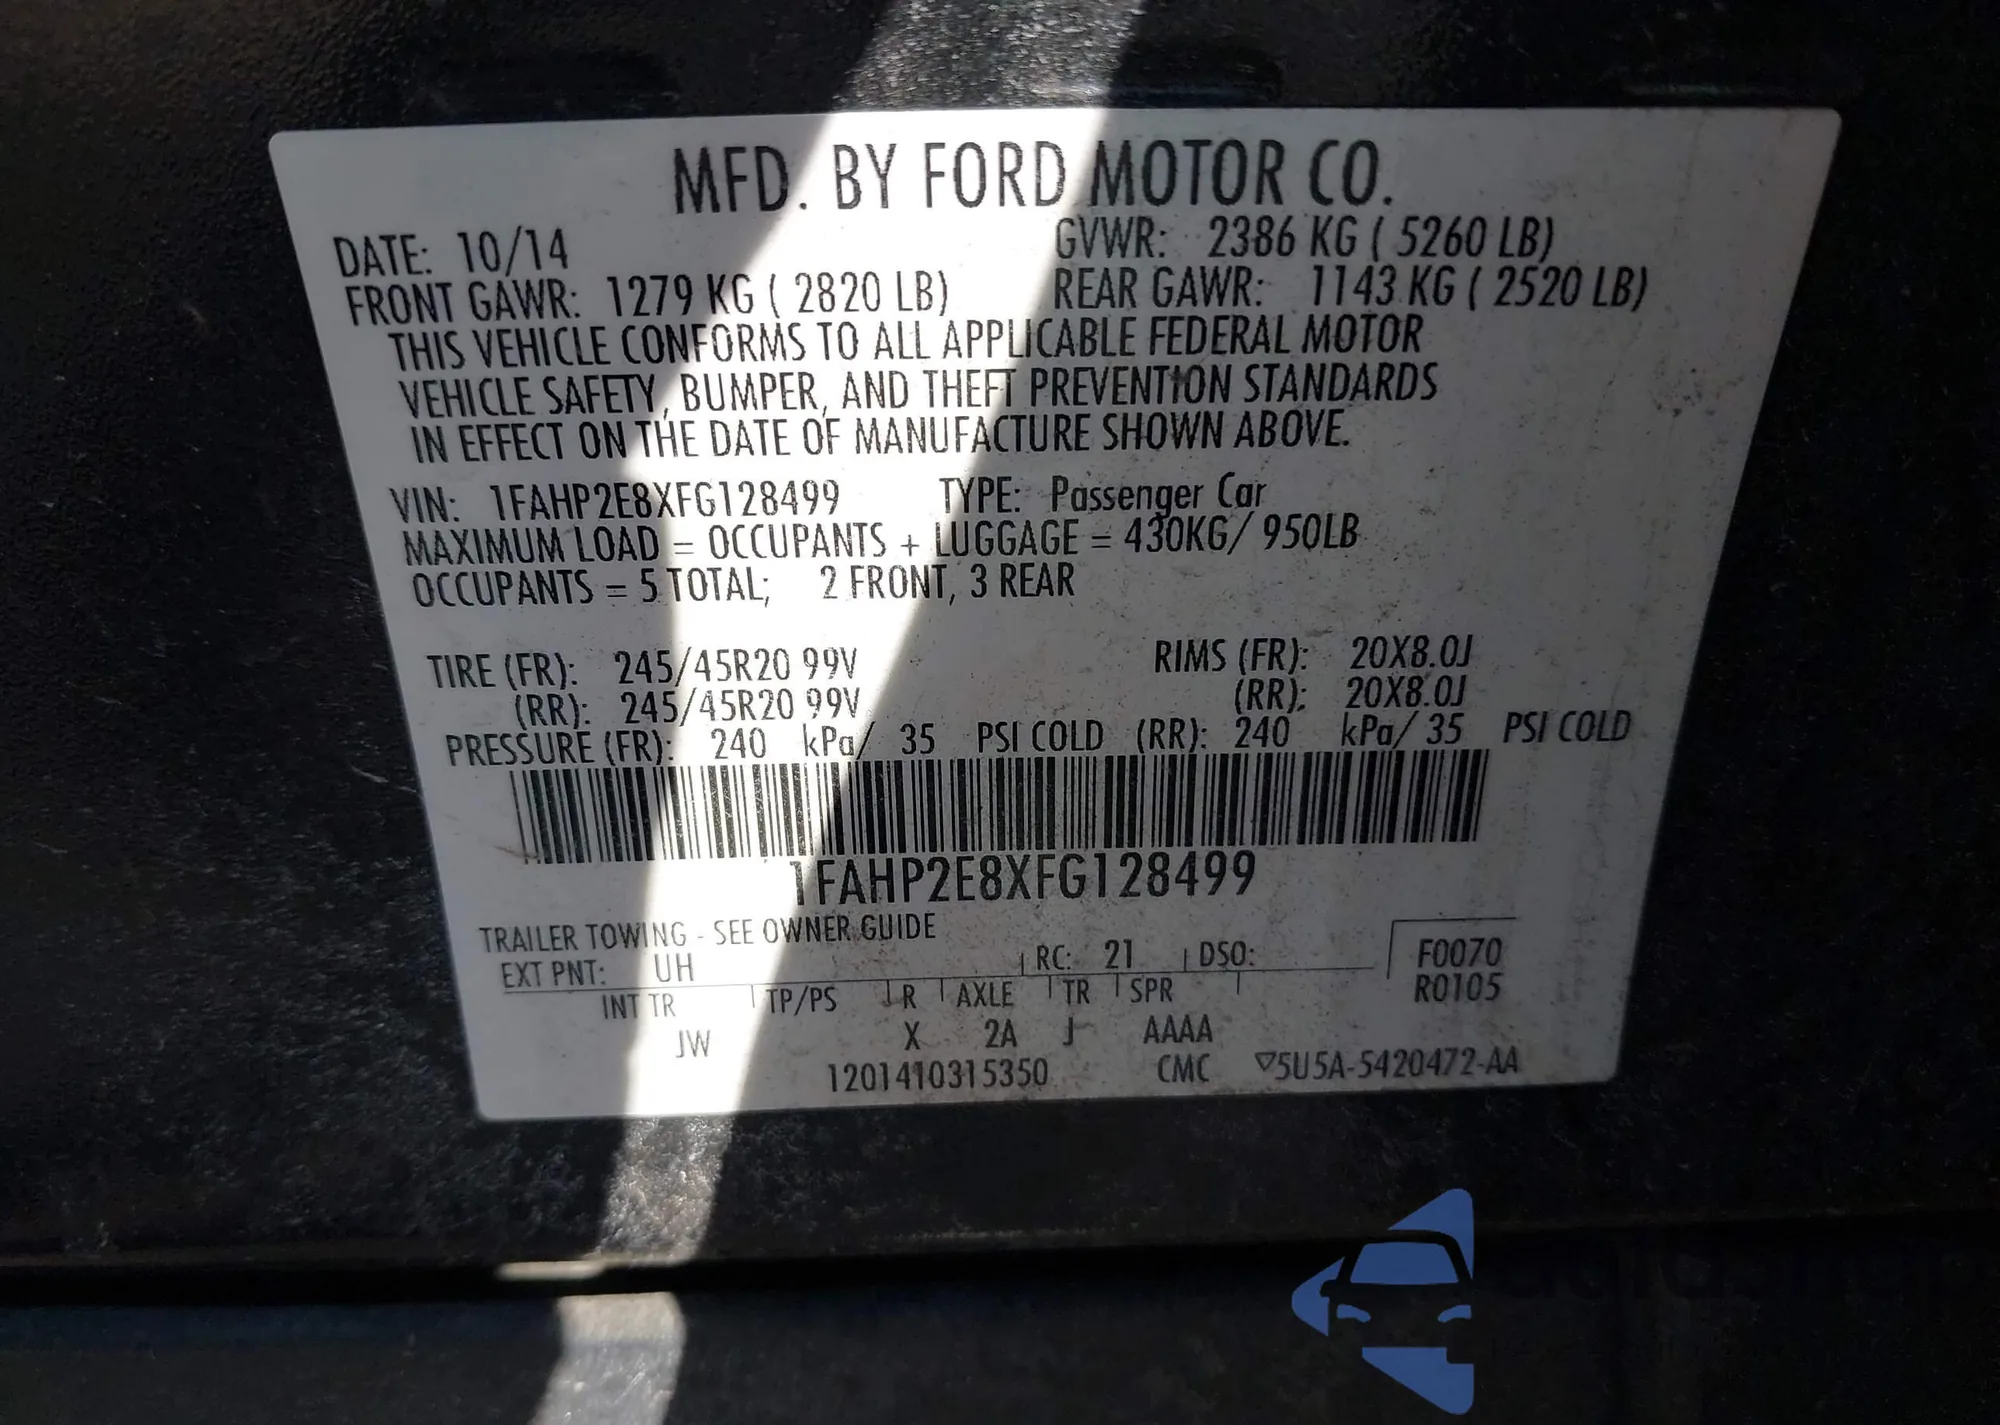 MFD. BY FORD MOTOR CO.
DATE: 10/14 GVWR: 2386 KG ( 5260 LB)
FRONT GAWR: 1279 KG ( 2820 LB) REAR GAWR: 1143 KG ( 2520 LB)
THIS VEHICLE CONFORMS TO ALL APPLICABLE FEDERAL MOTOR
VEHICLE SAFETY, BUMPER, AND THEFT PREVENTION STANDARDS
IN EFFECT ON THE DATE OF MANUFACTURE SHOWN ABOVE.
VIN: 1FAHP2E8XFG128499 TYPE: Passenger Car
MAXIMUM LOAD = OCCUPANTS + LUGGAGE = 430KG/ 950LB
OCCUPANTS = 5 TOTAL; 2 FRONT, 3 REAR
TIRE (FR): 245/45R20 99V RIMS (FR): 20X8.0J
(RR): 245/45R20 99V (RR): 20X8.0J
PRESSURE (FR): 240 kPa/ 35 PSI COLD (RR): 240 kPa/ 35 PSI COLD
1FAHP2E8XFG128499
TRAILER TOWING - SEE OWNER GUIDE
EXT PNT: UH RC: 21 DSO: F0070
R0105
INT TR TP/PS R AXLE TR SPR
JW X 2A J AAAA
1201410315350 CMC ▽5U5A-5420472-AA